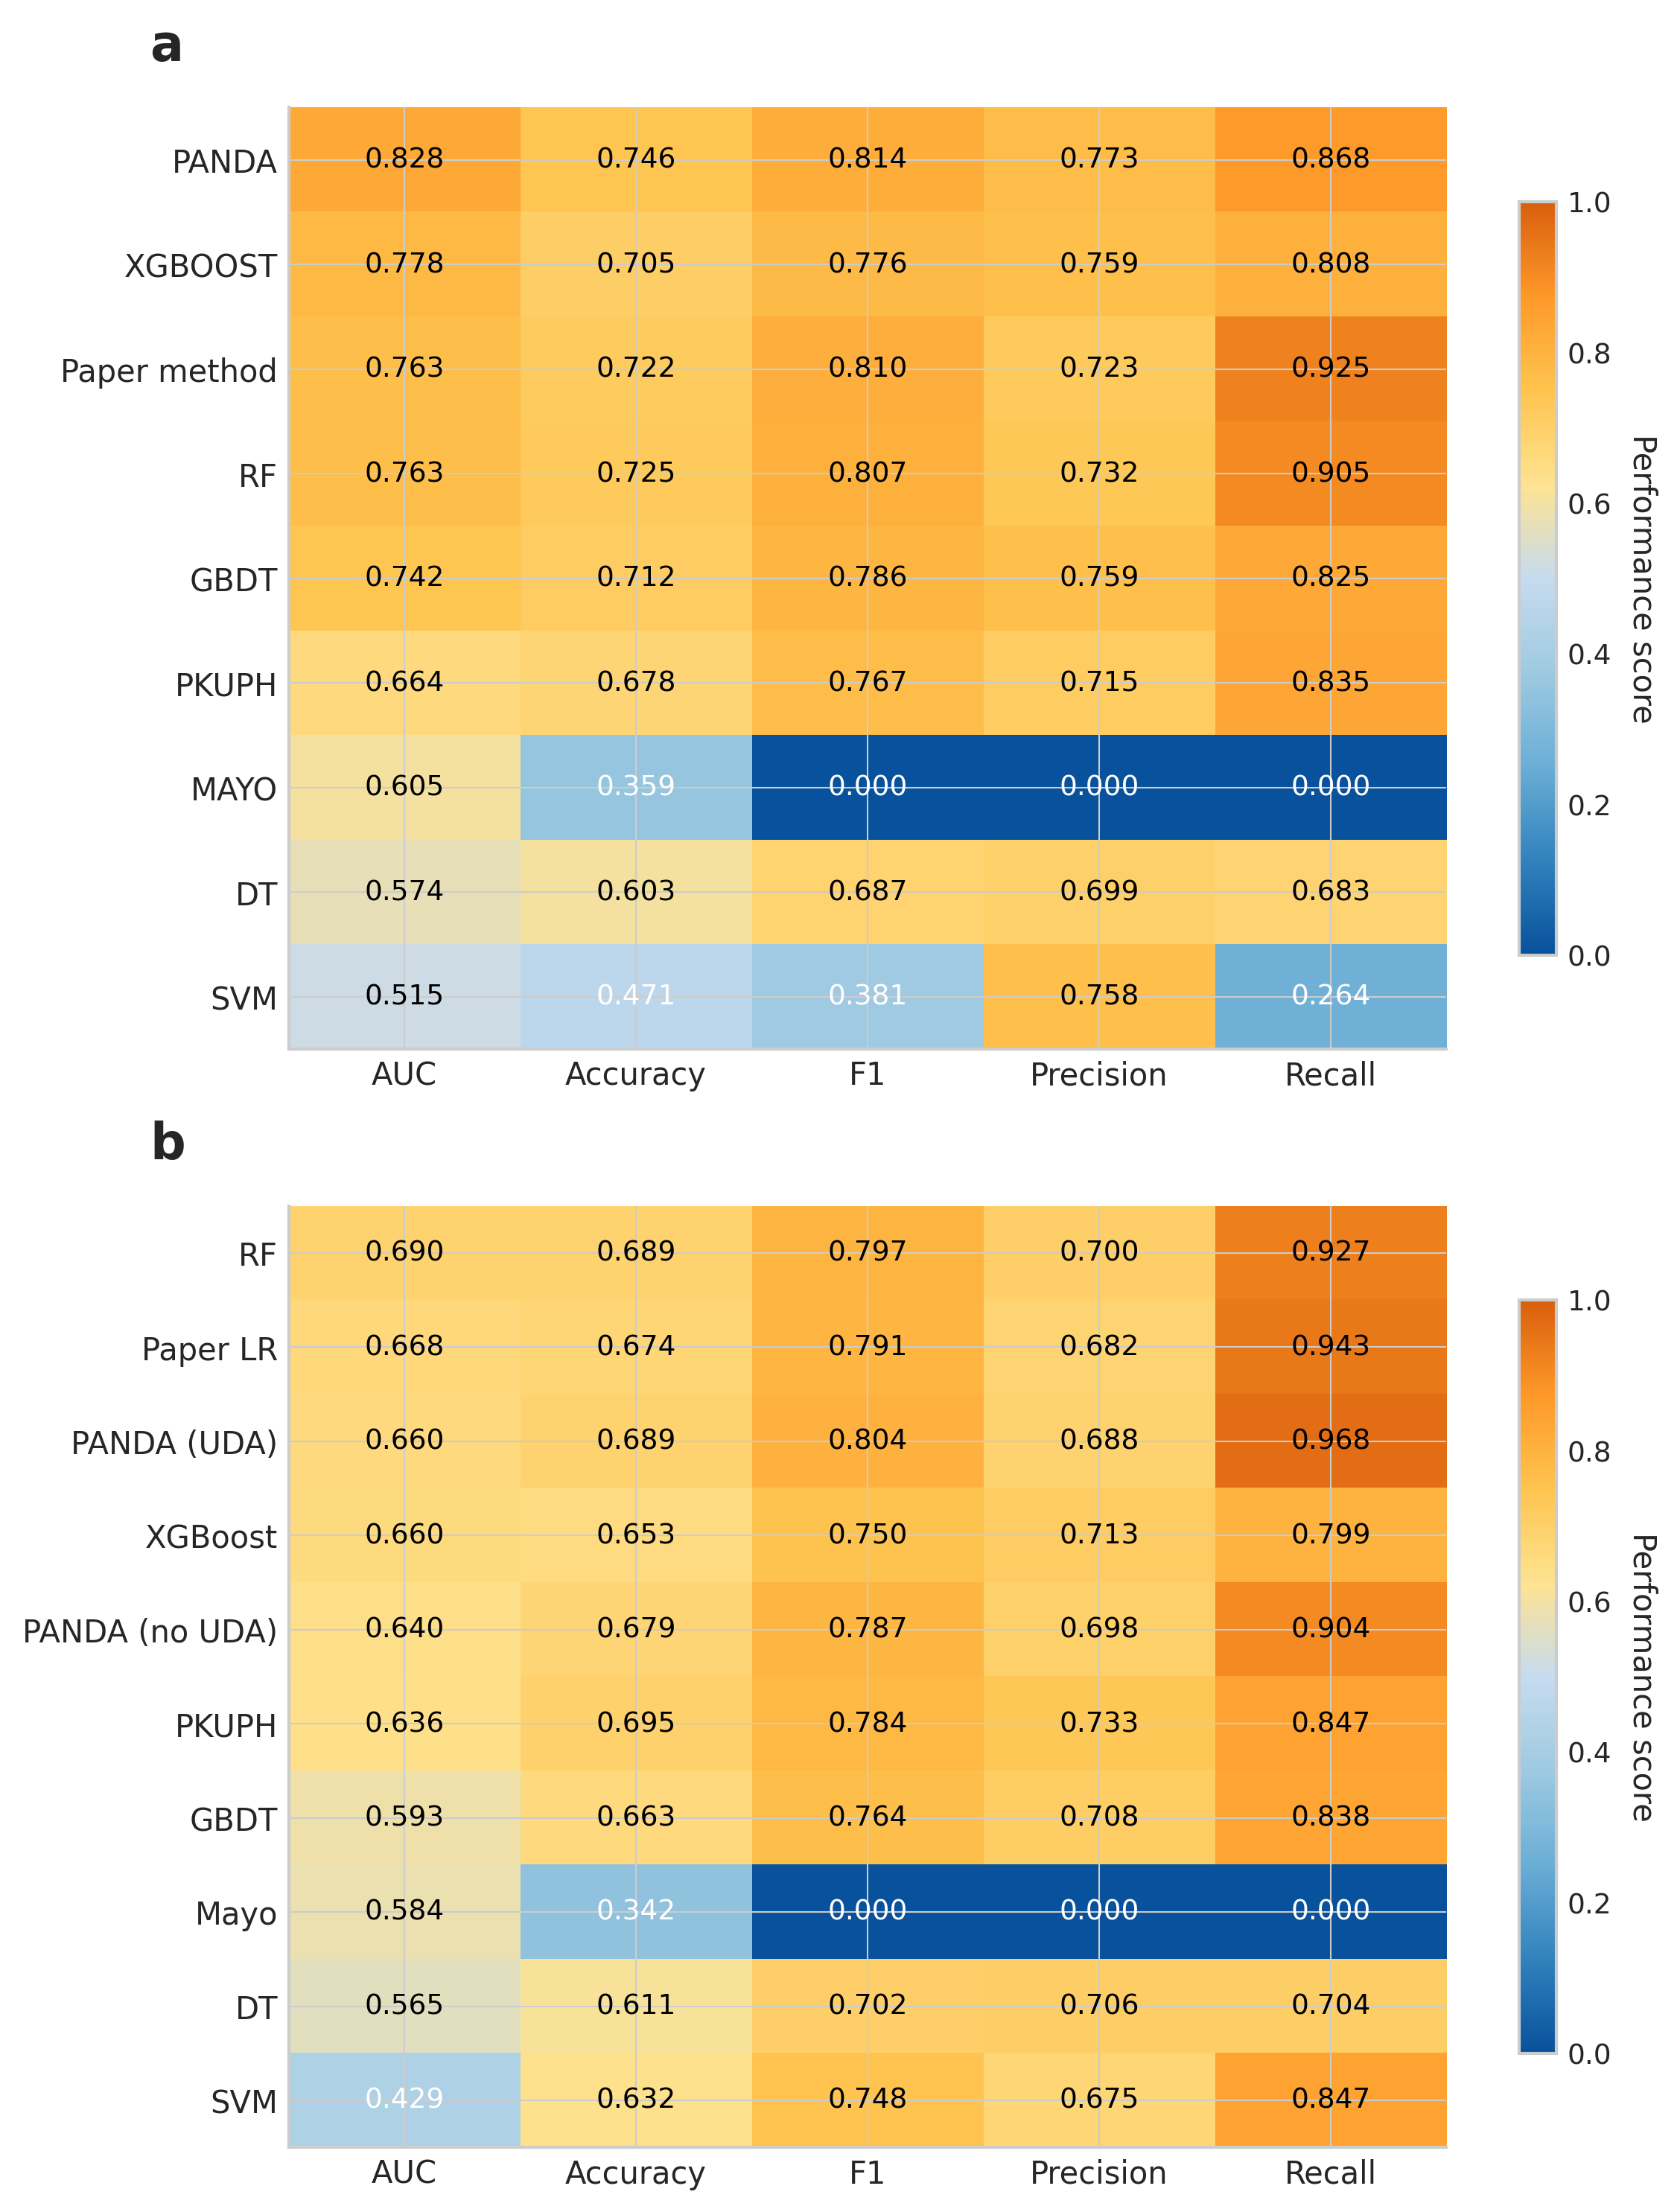 a
PANDA 0.828 0.746 0.814 0.773 0.868
XGBOOST 0.778 0.705 0.776 0.759 0.808
Paper method 0.763 0.722 0.810 0.723 0.925
RF 0.763 0.725 0.807 0.732 0.905
GBDT 0.742 0.712 0.786 0.759 0.825
PKUPH 0.664 0.678 0.767 0.715 0.835
MAYO 0.605 0.359 0.000 0.000 0.000
DT 0.574 0.603 0.687 0.699 0.683
SVM 0.515 0.471 0.381 0.758 0.264
AUC Accuracy F1 Precision Recall
1.0
0.8
0.6
0.4
0.2
0.0
Performance score
b
RF 0.690 0.689 0.797 0.700 0.927
Paper LR 0.668 0.674 0.791 0.682 0.943
PANDA (UDA) 0.660 0.689 0.804 0.688 0.968
XGBoost 0.660 0.653 0.750 0.713 0.799
PANDA (no UDA) 0.640 0.679 0.787 0.698 0.904
PKUPH 0.636 0.695 0.784 0.733 0.847
GBDT 0.593 0.663 0.764 0.708 0.838
Mayo 0.584 0.342 0.000 0.000 0.000
DT 0.565 0.611 0.702 0.706 0.704
SVM 0.429 0.632 0.748 0.675 0.847
AUC Accuracy F1 Precision Recall
1.0
0.8
0.6
0.4
0.2
0.0
Performance score